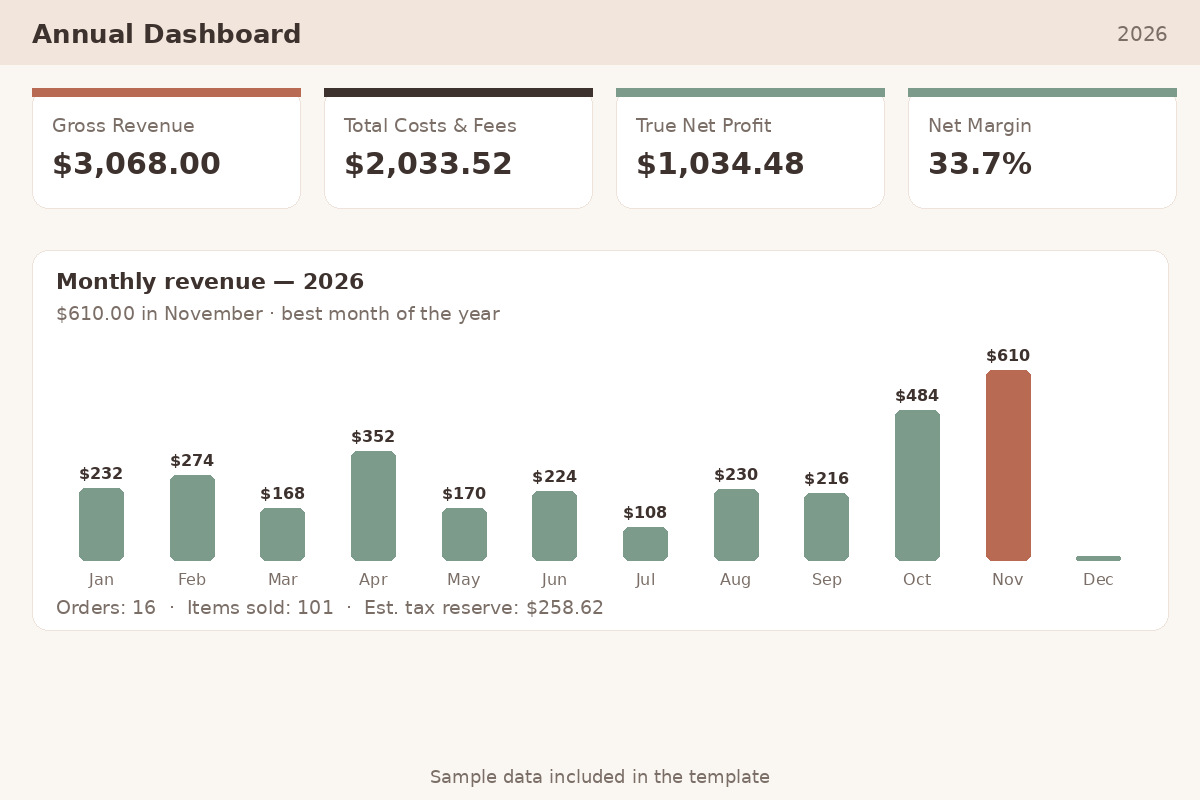 Annual Dashboard 2026
Gross Revenue Total Costs & Fees True Net Profit Net Margin
$3,068.00 $2,033.52 $1,034.48 33.7%
Monthly revenue — 2026
$610.00 in November · best month of the year
$610
$484
$352
$274
$232
$230
$224
$216
$170
$168
$108
Jan Feb Mar Apr May Jun Jul Aug Sep Oct Nov Dec
Orders: 16 · Items sold: 101 · Est. tax reserve: $258.62
Sample data included in the template